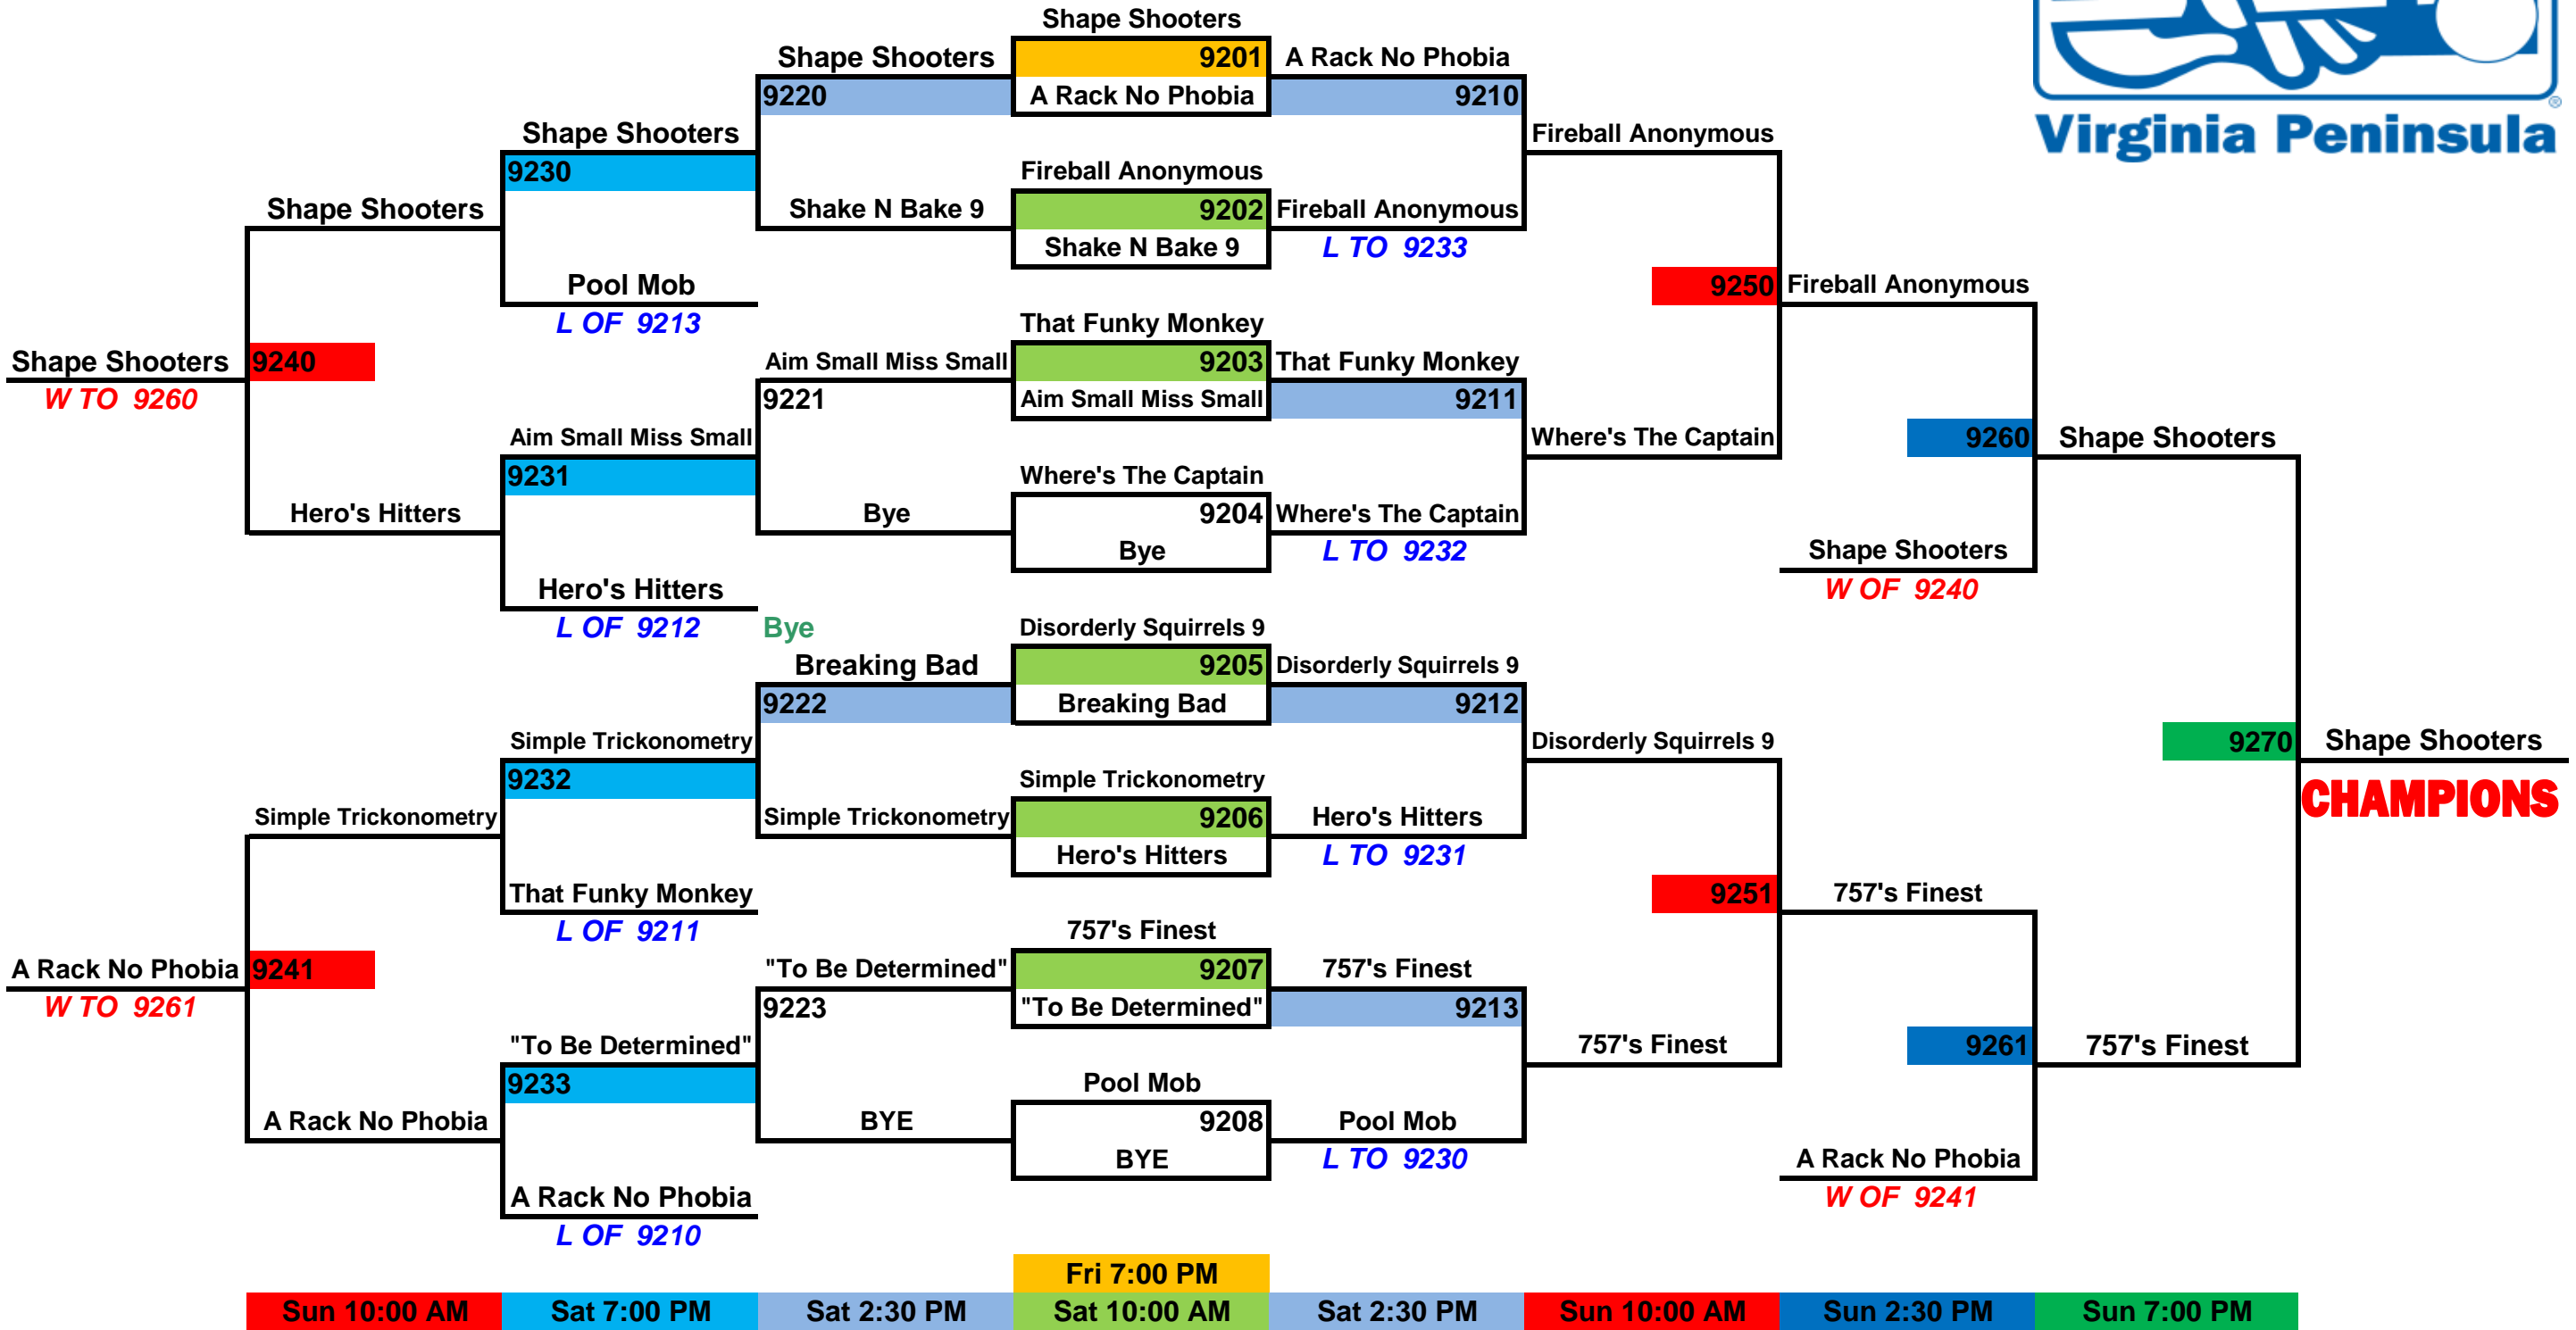 Shape Shooters
Shape Shooters
9201
A Rack No Phobia
9220
A Rack No Phobia
9210
Shape Shooters
Fireball Anonymous
Virginia Peninsula
®
9230
Fireball Anonymous
Shape Shooters
Shake N Bake 9
9202
Fireball Anonymous
Shake N Bake 9
L TO 9233
Pool Mob
9250
Fireball Anonymous
L OF 9213
That Funky Monkey
Shape Shooters
9240
Aim Small Miss Small
9203
That Funky Monkey
W TO 9260
9221
Aim Small Miss Small
9211
Aim Small Miss Small
Where's The Captain
9260
Shape Shooters
9231
Where's The Captain
Hero's Hitters
Bye
9204
Where's The Captain
Bye
L TO 9232
Shape Shooters
Hero's Hitters
W OF 9240
L OF 9212
Bye
Disorderly Squirrels 9
Breaking Bad
9205
Disorderly Squirrels 9
9222
Breaking Bad
9212
Simple Trickonometry
Disorderly Squirrels 9
9270
Shape Shooters
9232
Simple Trickonometry
CHAMPIONS
Simple Trickonometry
Simple Trickonometry
9206
Hero's Hitters
Hero's Hitters
L TO 9231
That Funky Monkey
9251
757's Finest
L OF 9211
757's Finest
A Rack No Phobia
9241
"To Be Determined"
9207
757's Finest
W TO 9261
9223
"To Be Determined"
9213
"To Be Determined"
757's Finest
9261
757's Finest
9233
Pool Mob
A Rack No Phobia
BYE
9208
Pool Mob
BYE
L TO 9230
A Rack No Phobia
A Rack No Phobia
W OF 9241
L OF 9210
Fri 7:00 PM
Sun 10:00 AM
Sat 7:00 PM
Sat 2:30 PM
Sat 10:00 AM
Sat 2:30 PM
Sun 10:00 AM
Sun 2:30 PM
Sun 7:00 PM